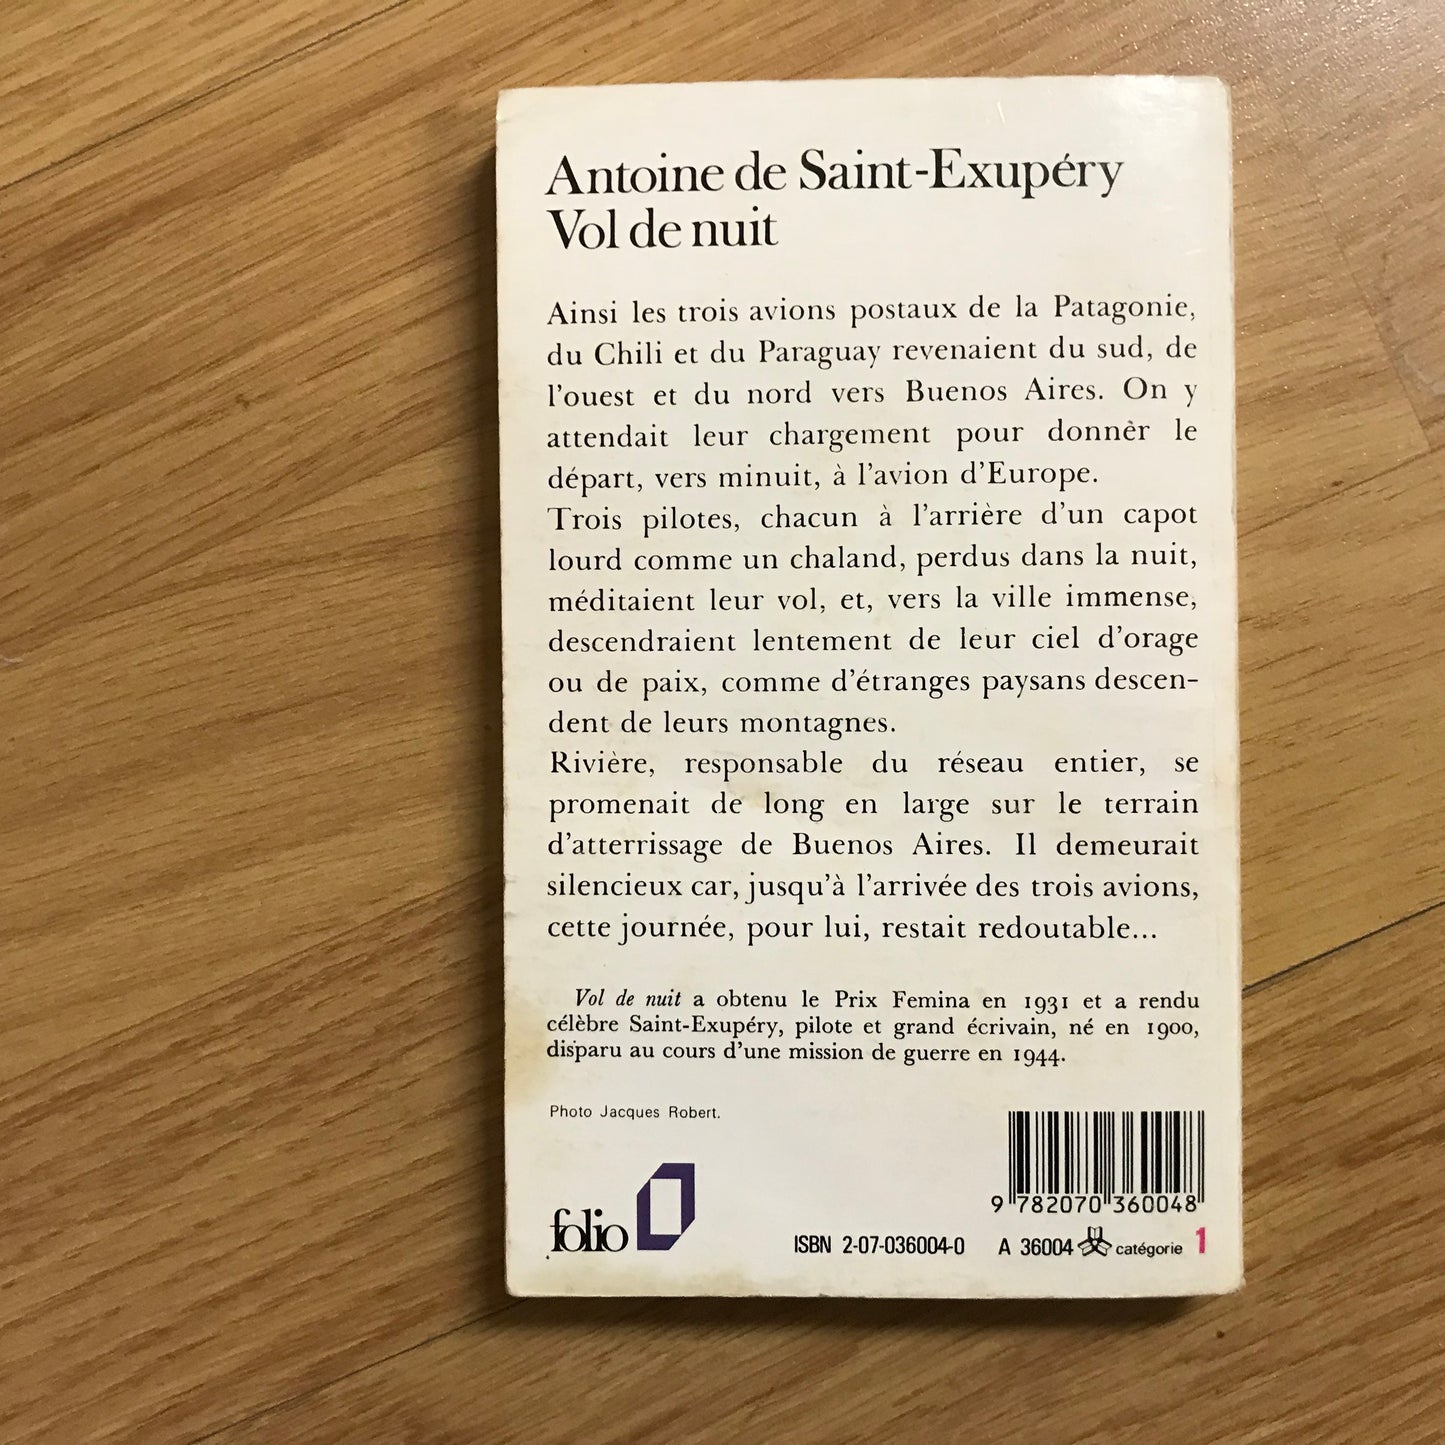 Antoine de Saint-Exupéry
Vol de nuit
Ainsi les trois avions postaux de la Patagonie,
du Chili et du Paraguay revenaient du sud, de
l'ouest et du nord vers Buenos Aires. On y
attendait leur chargement pour donner le
départ, vers minuit, à l'avion d'Europe.
Trois pilotes, chacun à l'arrière d'un capot
lourd comme un chaland, perdus dans la nuit,
méditaient leur vol, et, vers la ville immense,
descendraient lentement de leur ciel d'orage
ou de paix, comme d'étranges paysans descen-
dent de leurs montagnes.
Rivière, responsable du réseau entier, se
promenait de long en large sur le terrain
d'atterrissage de Buenos Aires. Il demeurait
silencieux car, jusqu'à l'arrivée des trois avions,
cette journée, pour lui, restait redoutable...
Vol de nuit a obtenu le Prix Femina en 1931 et a rendu
célèbre Saint-Exupéry, pilote et grand écrivain, né en 1900,
disparu au cours d'une mission de guerre en 1944.
Photo Jacques Robert.
9 782070 360048
folio
ISBN 2-07-036004-0 A 36004 catégorie 1